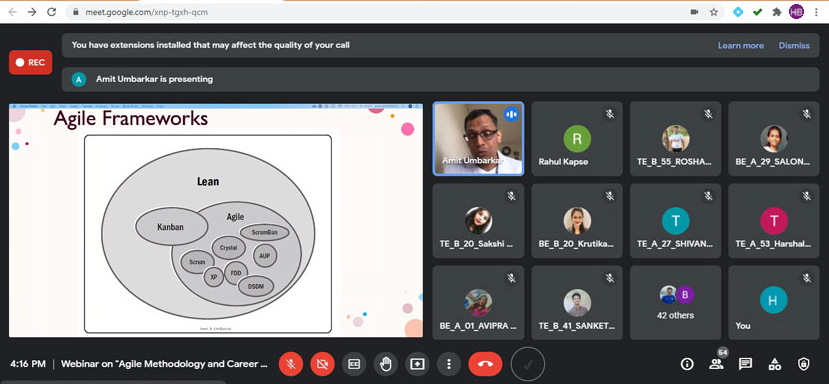 meet.google.com/xnp-tgxh-qcm
HB
You have extensions installed that may affect the quality of your call
Learn more
Dismiss
REC
A
Amit Umbarkar is presenting
Agile Frameworks
Lean
Agile
Kanban
ScrumBan
Crystal
AUP
Scrum
XP
FDD
DSDM
Amit R. Umbarkar
Amit Umbarkar
R
Rahul Kapse
TE_B_55_ROSHA...
BE_A_29_SALON...
TE_B_20_Sakshi ...
BE_B_20_Krutika...
T
TE_A_27_SHIVAN...
T
TE_A_53_Harshal...
BE_A_01_AVIPRA ...
TE_B_41_SANKET...
B
42 others
H
You
4:16 PM | Webinar on "Agile Methodology and Career ...
54